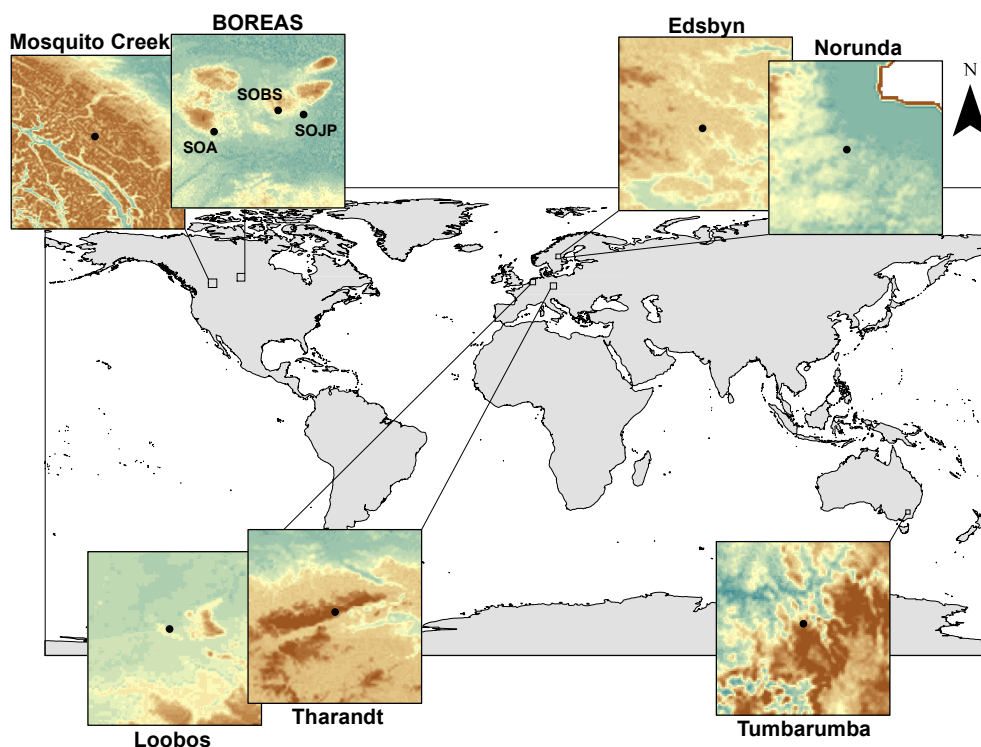 BOREAS
Mosquito Creek
Edsbyn
Norunda
N
SOBS
SOJP
SOA
Tharandt
Loobos
Tumbarumba